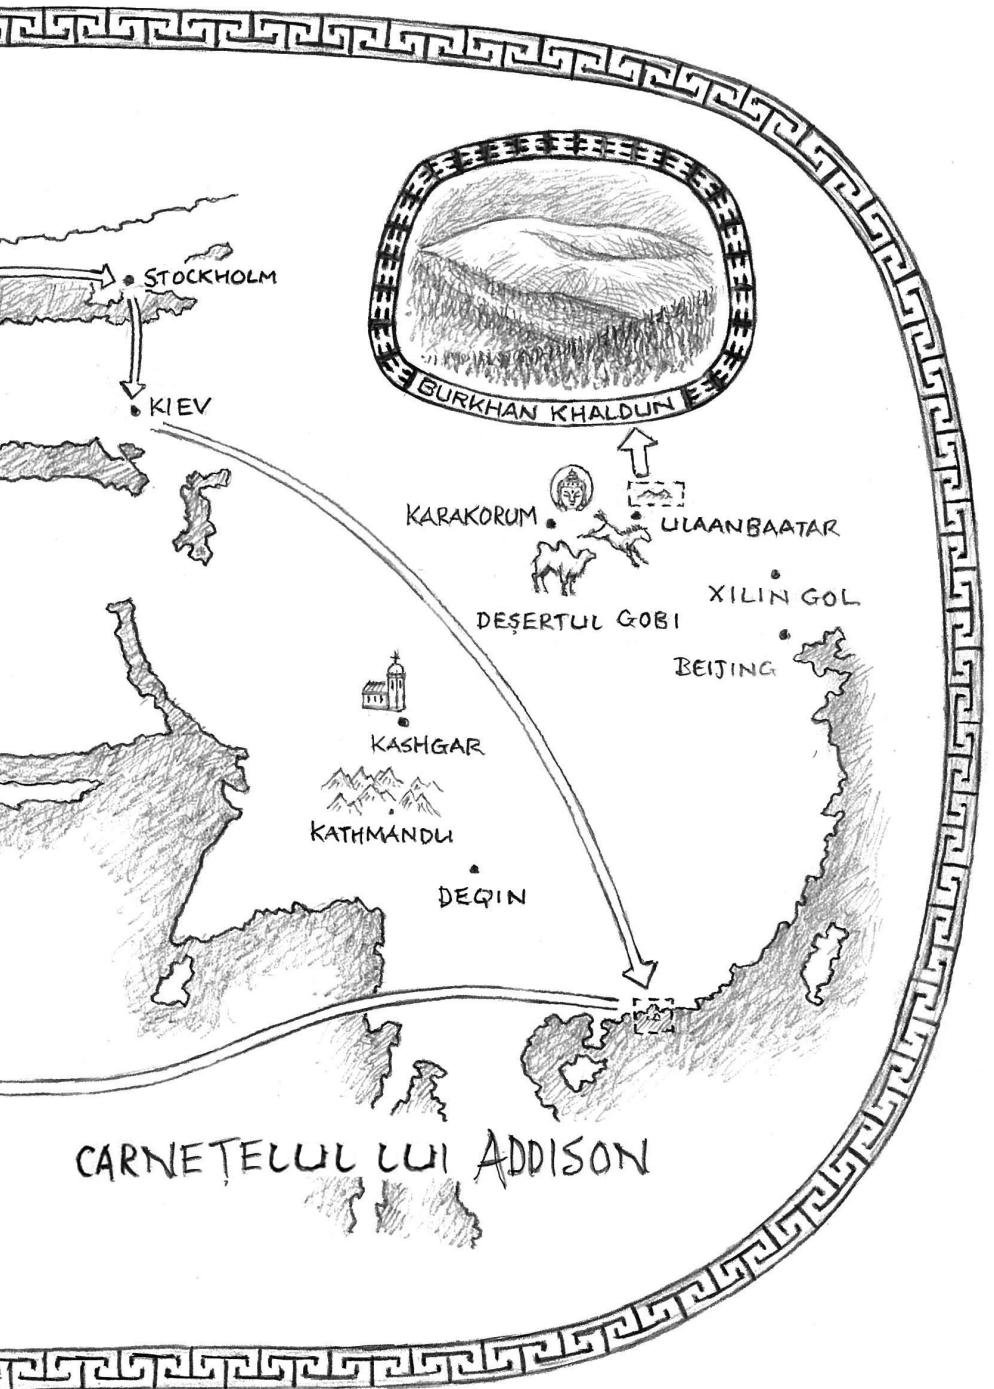 STOCKHOLM
KIEV
BURKHAN KHALDUN
KARAKORUM
ULAANBAATAR
XILIN GOL
DEȘERTUL GOBI
BEIJING
KASHGAR
KATHMANDU
DEQIN
CARNEȚELUL LUI ADDISON